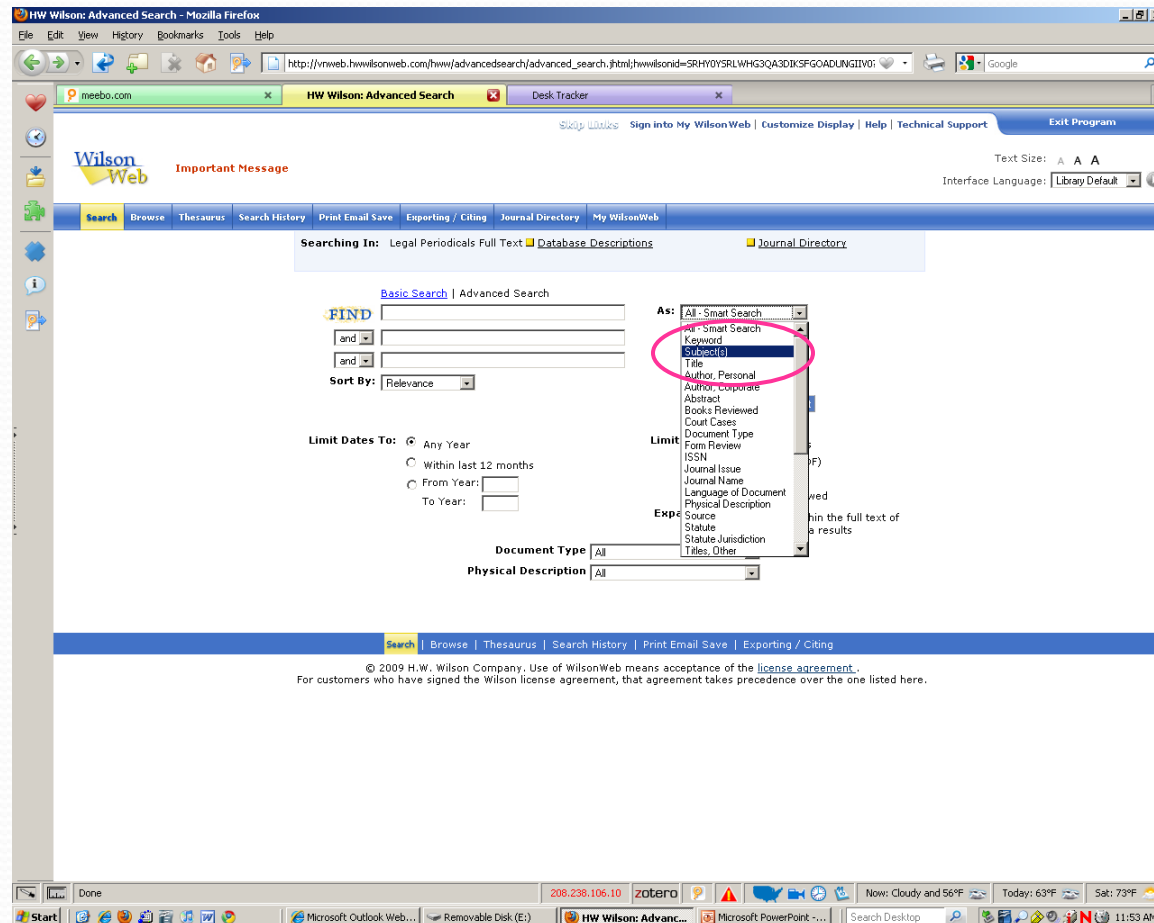 HW Wilson: Advanced Search - Mozilla Firefox
File Edit View History Bookmarks Tools Help
http://vnweb.hwwilsonweb.com/hww/advancedsearch/advanced_search.jhtml;hwwilsonid=SRHY0YSRLWHG3QA3DIKSFGOADUNGIIV0 Google
meebo.com HW Wilson: Advanced Search Desk Tracker
Skip Links Sign into My WilsonWeb | Customize Display | Help | Technical Support Exit Program
Text Size: A A A
Wilson Web Important Message
Interface Language: Library Default
Search Browse Thesaurus Search History Print Email Save Exporting / Citing Journal Directory My WilsonWeb
Searching In: Legal Periodicals Full Text Database Descriptions Journal Directory
Basic Search | Advanced Search
FIND As: All - Smart Search
All - Smart Search
and Keyword
Subject(s)
and Title
Author, Personal
Sort By: Relevance
Author, Corporate
Abstract
Books Reviewed
Court Cases
Document Type
Limit Dates To: Any Year Limit Form Review s
ISSN
Within last 12 months Journal Issue DF)
From Year: Journal Name
Language of Document
To Year: Physical Description wed
Expa Source hin the full text of
Statute a results
Statute Jurisdiction
Document Type All Titles, Other
Physical Description All
Search | Browse | Thesaurus | Search History | Print Email Save | Exporting / Citing
© 2009 H.W. Wilson Company. Use of WilsonWeb means acceptance of the license agreement .
For customers who have signed the Wilson license agreement, that agreement takes precedence over the one listed here.
Done 208.238.106.10 zotero Now: Cloudy and 56°F Today: 63°F Sat: 73°F
Start Microsoft Outlook Web... Removable Disk (E:) HW Wilson: Advanc... Microsoft PowerPoint -... Search Desktop N 11:53 AM